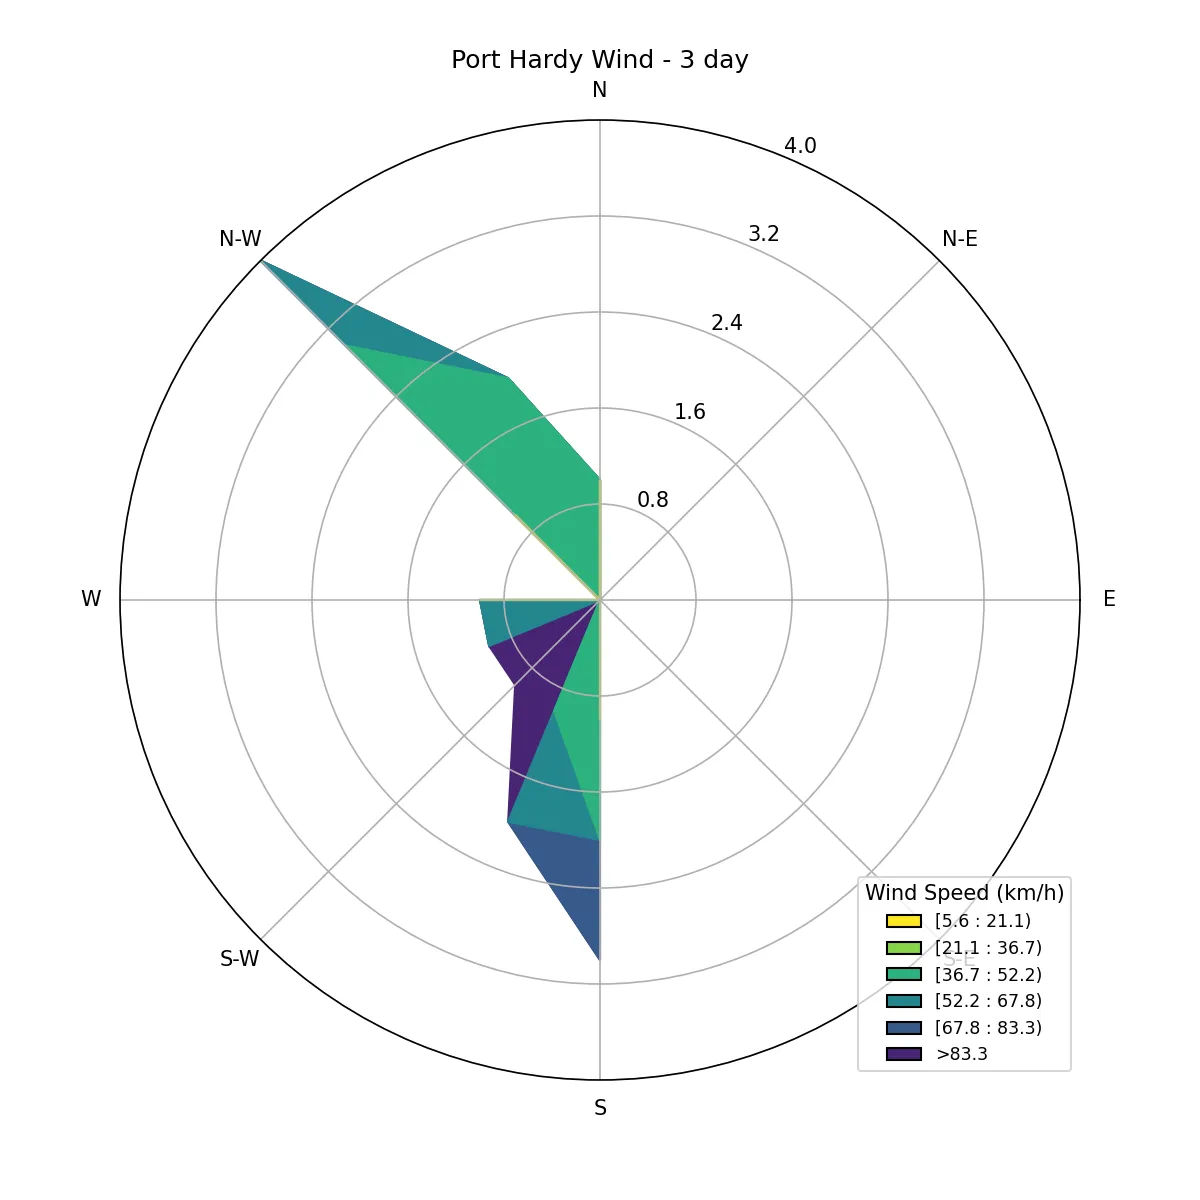 Port Hardy Wind - 3 day
N
4.0
N-W
N-E
3.2
2.4
1.6
0.8
W
E
S-W
S-E
S
Wind Speed (km/h)
[5.6 : 21.1)
[21.1 : 36.7)
[36.7 : 52.2)
[52.2 : 67.8)
[67.8 : 83.3)
>83.3